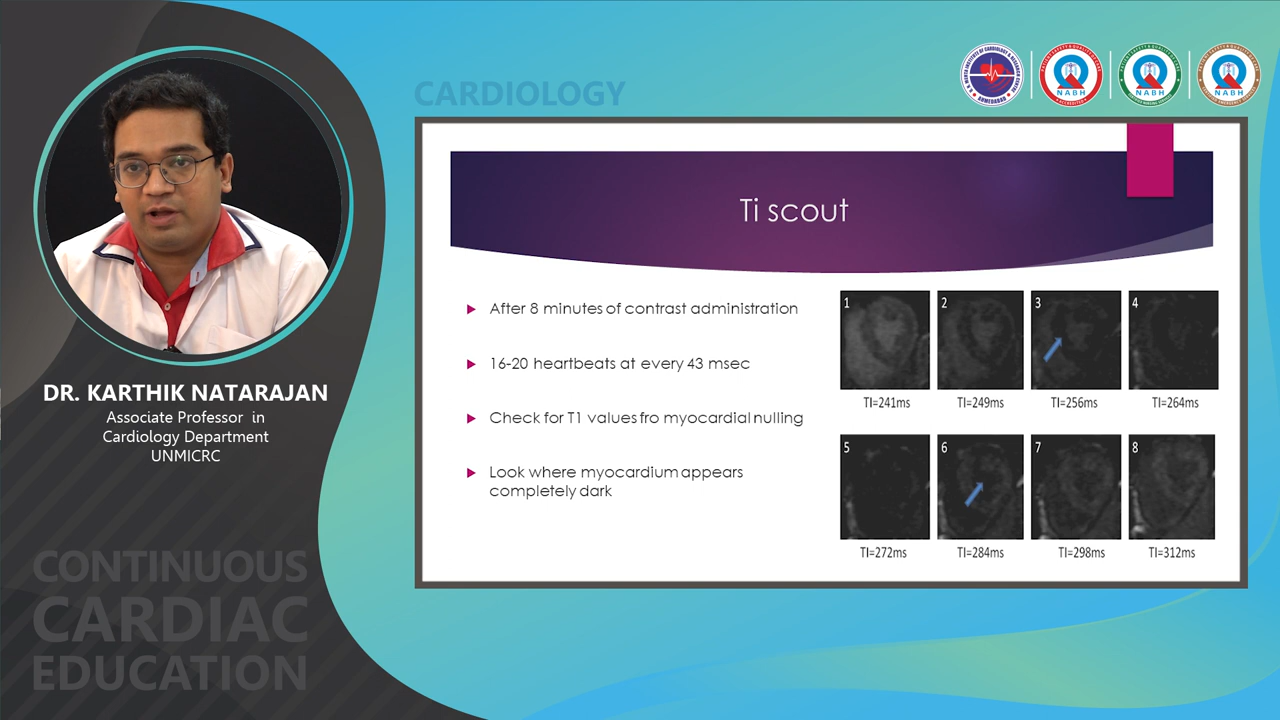 CARDIOLOGY
NABH
NABH
NABH
Ti scout
After 8 minutes of contrast administration
16-20 heartbeats at every 43 msec
Check for T1 values fro myocardial nulling
Look where myocardium appears
completely dark
1 2 3 4
TI=241ms TI=249ms TI=256ms TI=264ms
5 6 7 8
TI=272ms TI=284ms TI=298ms TI=312ms
DR. KARTHIK NATARAJAN
Associate Professor in
Cardiology Department
UNMICRC
CONTINUOUS
CARDIAC
EDUCATION